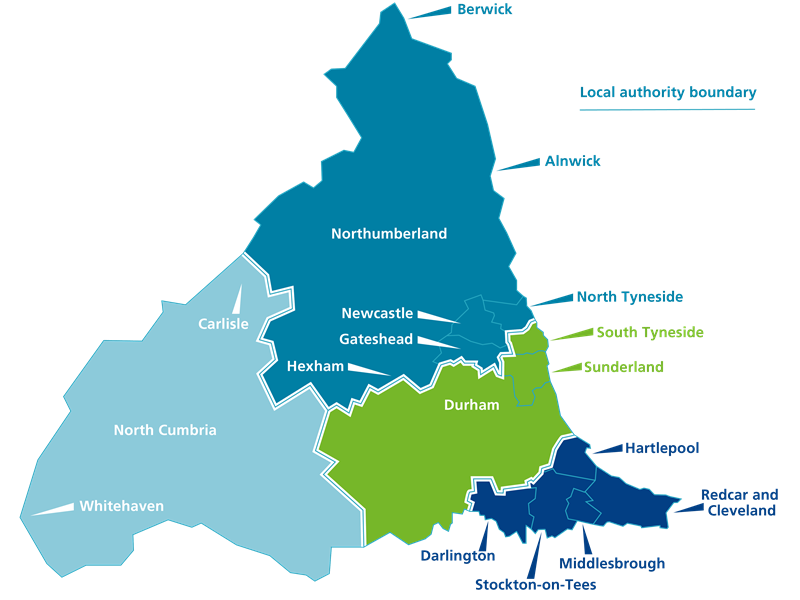 Berwick
Local authority boundary
Alnwick
Northumberland
North Tyneside
Newcastle
Carlisle
South Tyneside
Gateshead
Hexham
Sunderland
Durham
North Cumbria
Hartlepool
Redcar and
Cleveland
Whitehaven
Darlington
Middlesbrough
Stockton-on-Tees